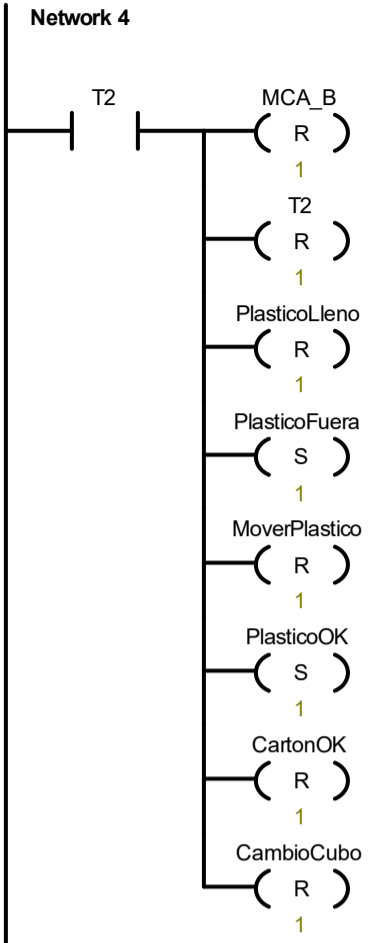 Network 4
T2
MCA_B
R
1
T2
R
1
PlasticoLleno
R
1
PlasticoFuera
S
1
MoverPlastico
R
1
PlasticoOK
S
1
CartonOK
R
1
CambioCubo
R
1